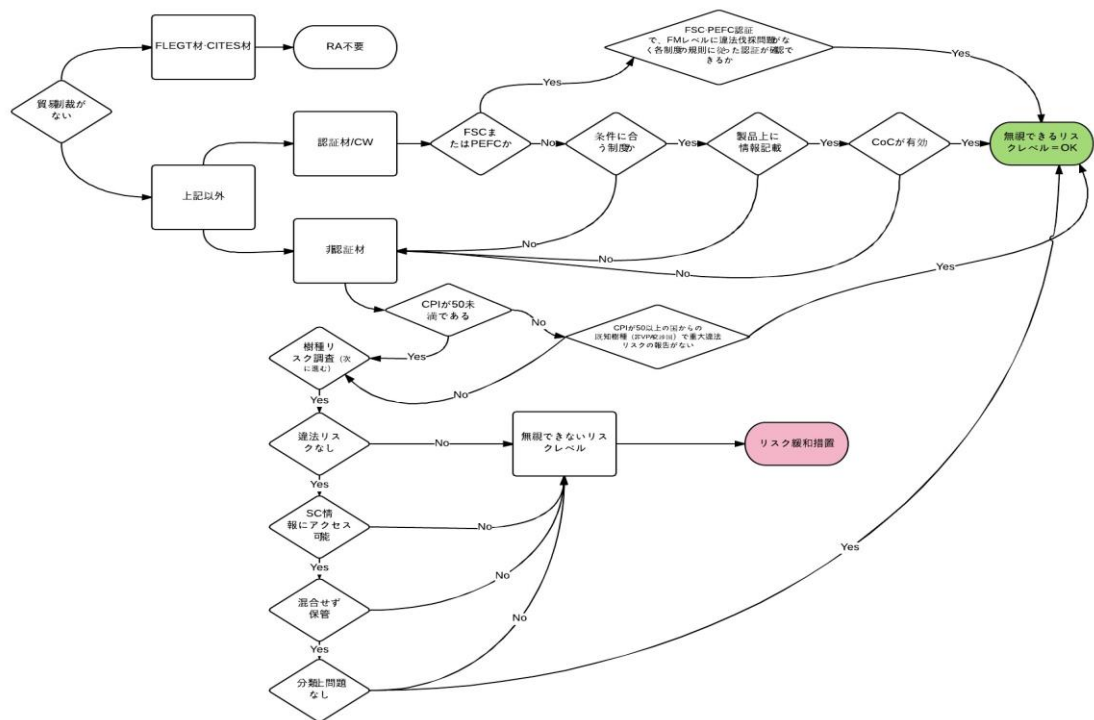 FLEGT材·CITES材
RA不要
FSC·PEFC認証
で、FMレベルに違法伐採問題がな
く各制度の規則に従った認証が確認で
きるか
Yes
Yes
貿易制裁が
ない
認証材/CW
FSCま
たはPEFCか
No
条件に合
う制度か
Yes
製品上に
情報記載
Yes
CoCが有効
Yes
無視できるリス
クレベル＝OK
上記以外
非認証材
No
No
No
Yes
CPIが50未
満である
No
CPIが50以上の国からの
で重大違法
リスクの報告がない
Yes
No
樹種リ
スク調査（次
に進む）
Yes
違法リス
クなし
No
無視できないリス
クレベル
リスク緩和措置
Yes
SC情
報にアクセス
可能
No
Yes
混合せず
保管
No
Yes
No
Yes
分類上問題
なし